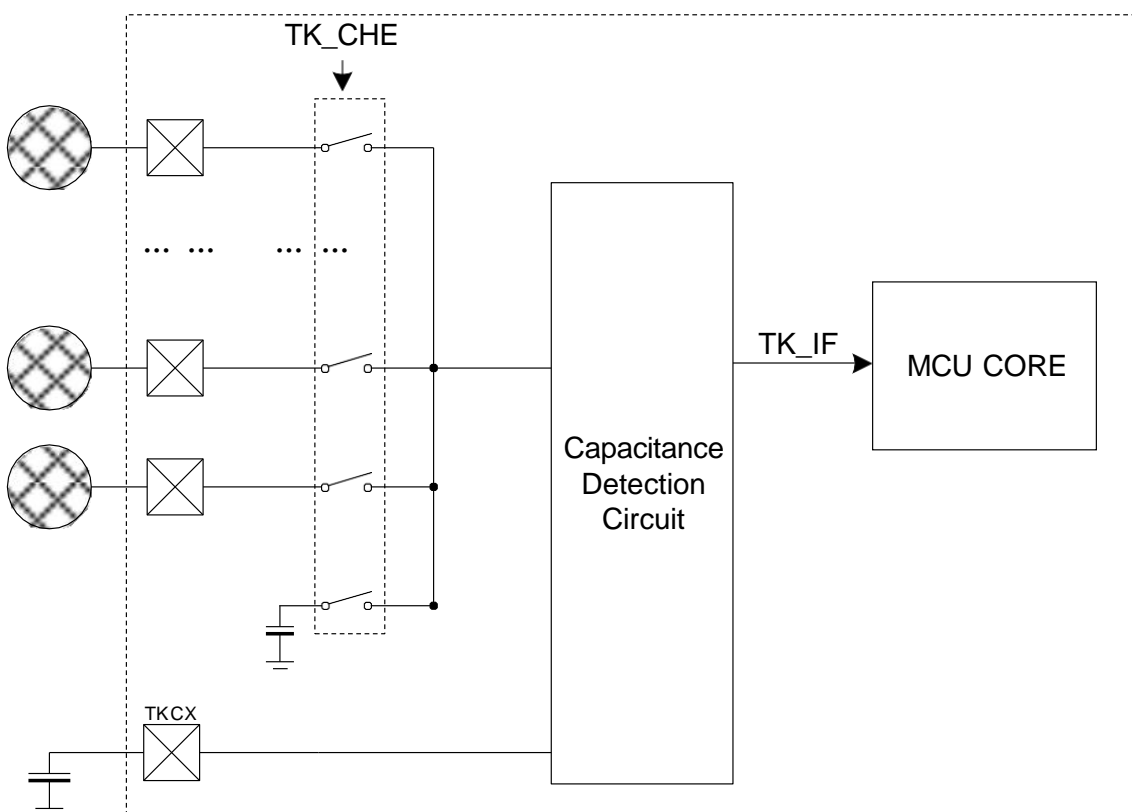 TK_CHE
... ... ... ...
TK_IF
MCU CORE
Capacitance
Detection
Circuit
TKCX